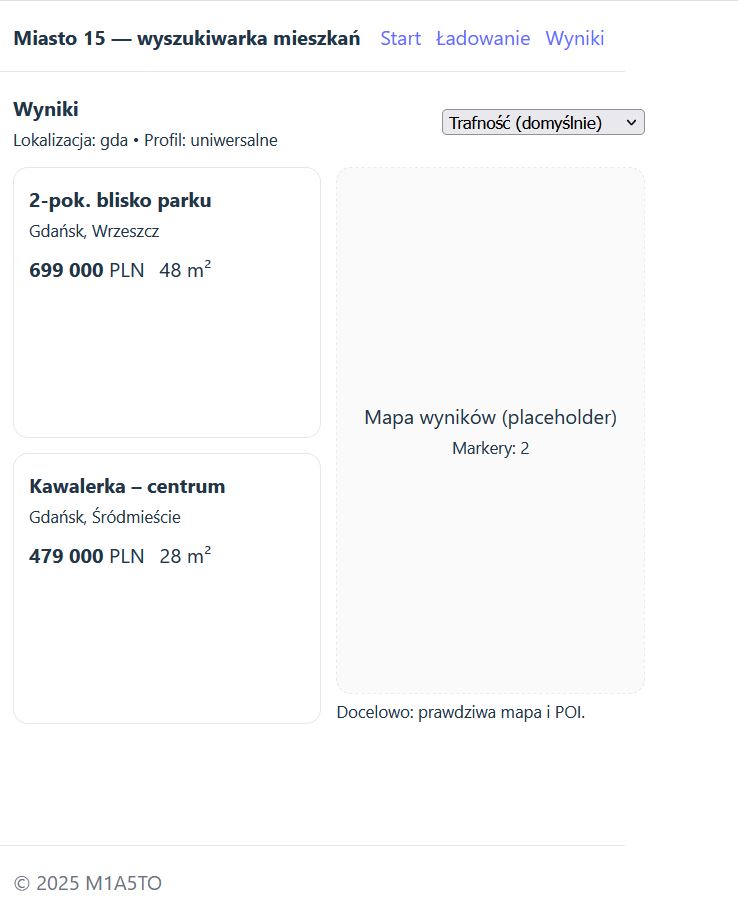 Miasto 15 — wyszukiwarka mieszkań Start Ładowanie Wyniki
Wyniki
Lokalizacja: gda • Profil: uniwersalne
Trafność (domyślnie)
2-pok. blisko parku
Gdańsk, Wrzeszcz
699 000 PLN 48 m²
Kawalerka – centrum
Gdańsk, Śródmieście
479 000 PLN 28 m²
Mapa wyników (placeholder)
Markery: 2
Docelowo: prawdziwa mapa i POI.
© 2025 M1A5TO